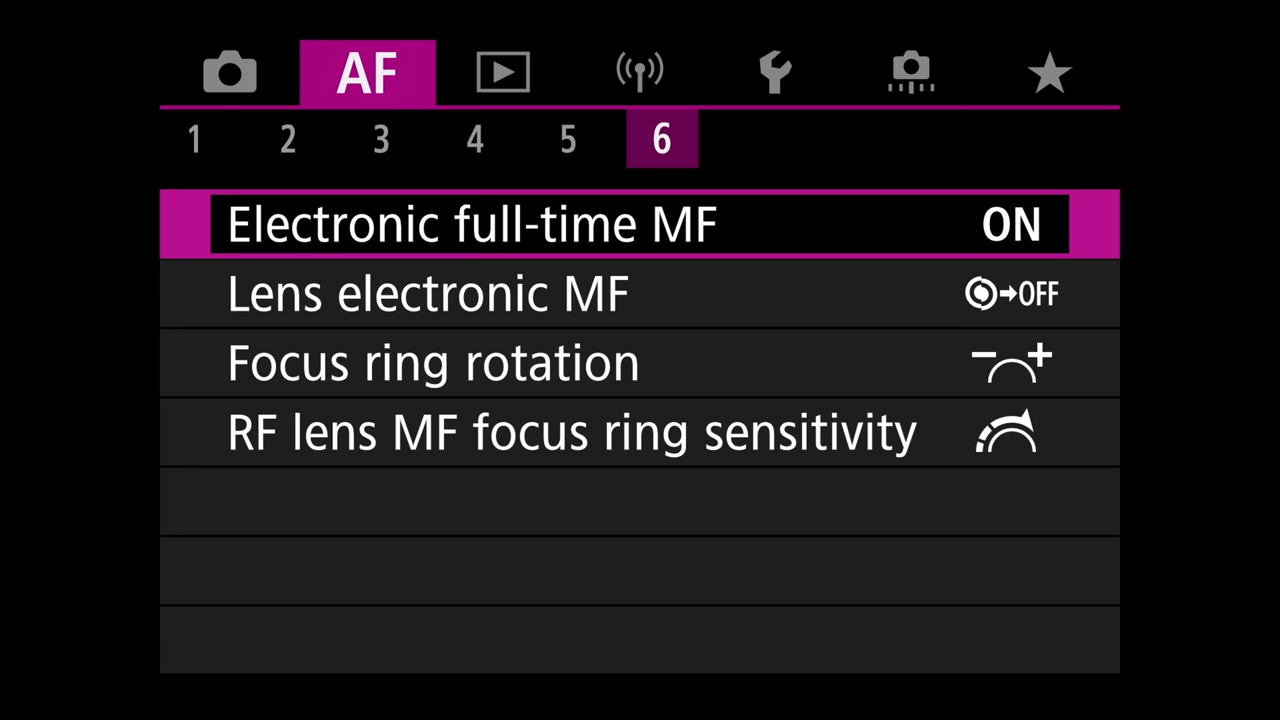 AF
1 2 3 4 5 6
Electronic full-time MF ON
Lens electronic MF ➔OFF
Focus ring rotation − +
RF lens MF focus ring sensitivity